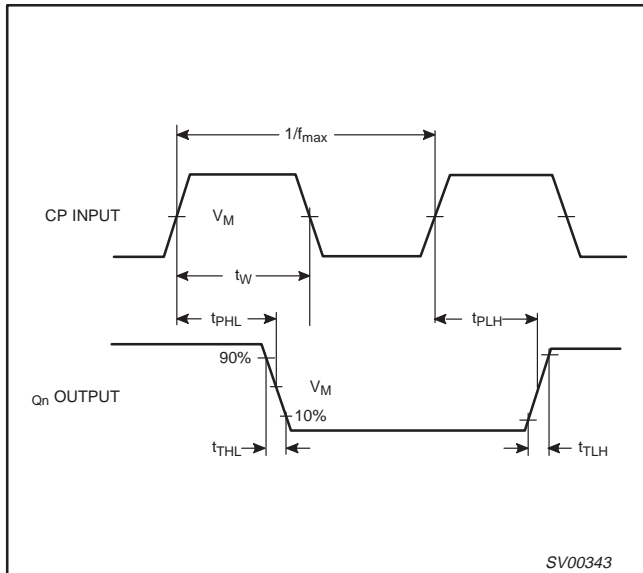 1/fmax
CP INPUT
VM
tW
tPHL
tPLH
90%
VM
Qn OUTPUT
10%
tTHL
tTLH
SV00343